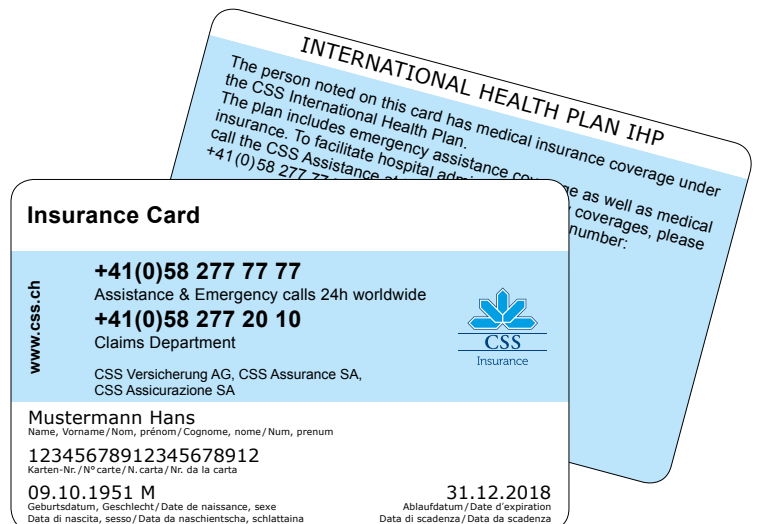 INTERNATIONAL HEALTH PLAN IHP
The person noted on this card has medical insurance coverage under
the CSS International Health Plan.
The plan includes emergency assistance co e as well as medical
insurance. To facilitate hospital admi y coverages, please
call the CSS Assistance number:
+41(0)58 277 77
Insurance Card
www.css.ch
+41(0)58 277 77 77
Assistance & Emergency calls 24h worldwide
+41(0)58 277 20 10
Claims Department
CSS Versicherung AG, CSS Assurance SA,
CSS Assicurazione SA
CSS
Insurance
Mustermann Hans
Name, Vorname/Nom, prénom/Cognome, nome/Num, prenum
12345678912345678912
Karten-Nr./N° carte/N. carta/Nr. da la carta
09.10.1951 M
Geburtsdatum, Geschlecht/Date de naissance, sexe
Data di nascita, sesso/Data da naschientscha, schlattaina
31.12.2018
Ablaufdatum/Date d'expiration
Data di scadenza/Data da scadenza